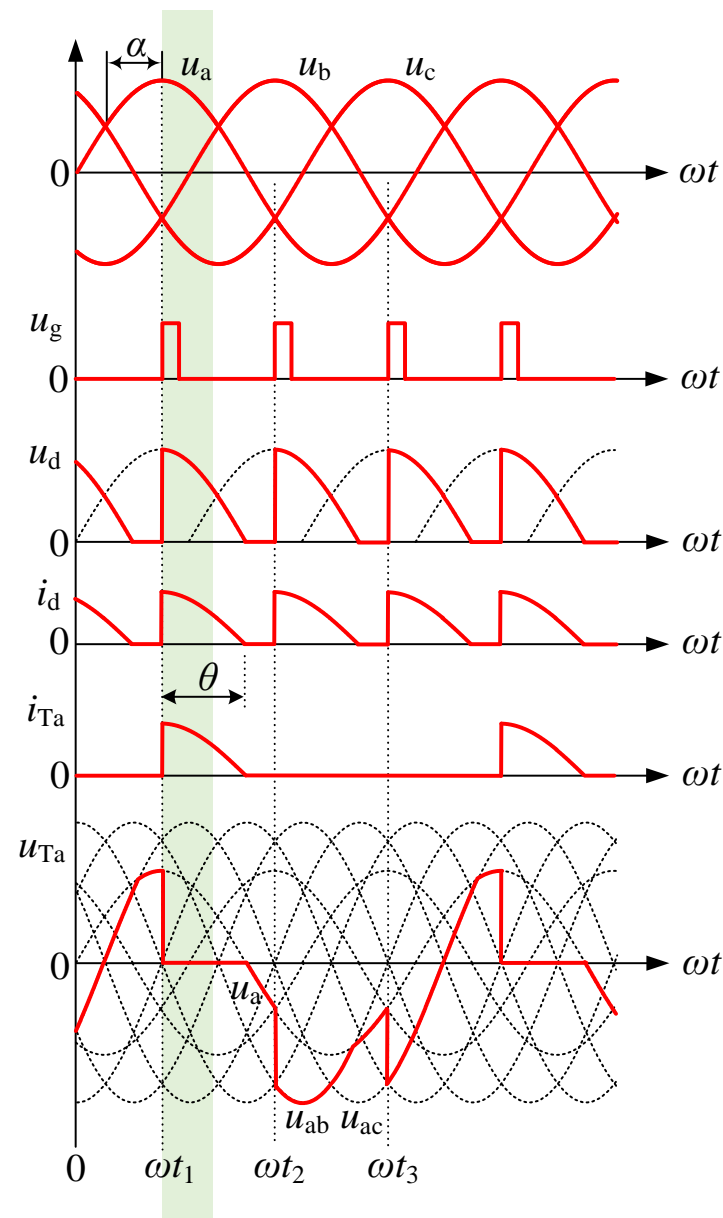 α
u_a u_b u_c
0 ωt
u_g
0 ωt
u_d
0 ωt
i_d
0 ωt
θ
i_Ta
0 ωt
u_Ta
0 ωt
u_a
u_ab u_ac
0 ωt_1 ωt_2 ωt_3